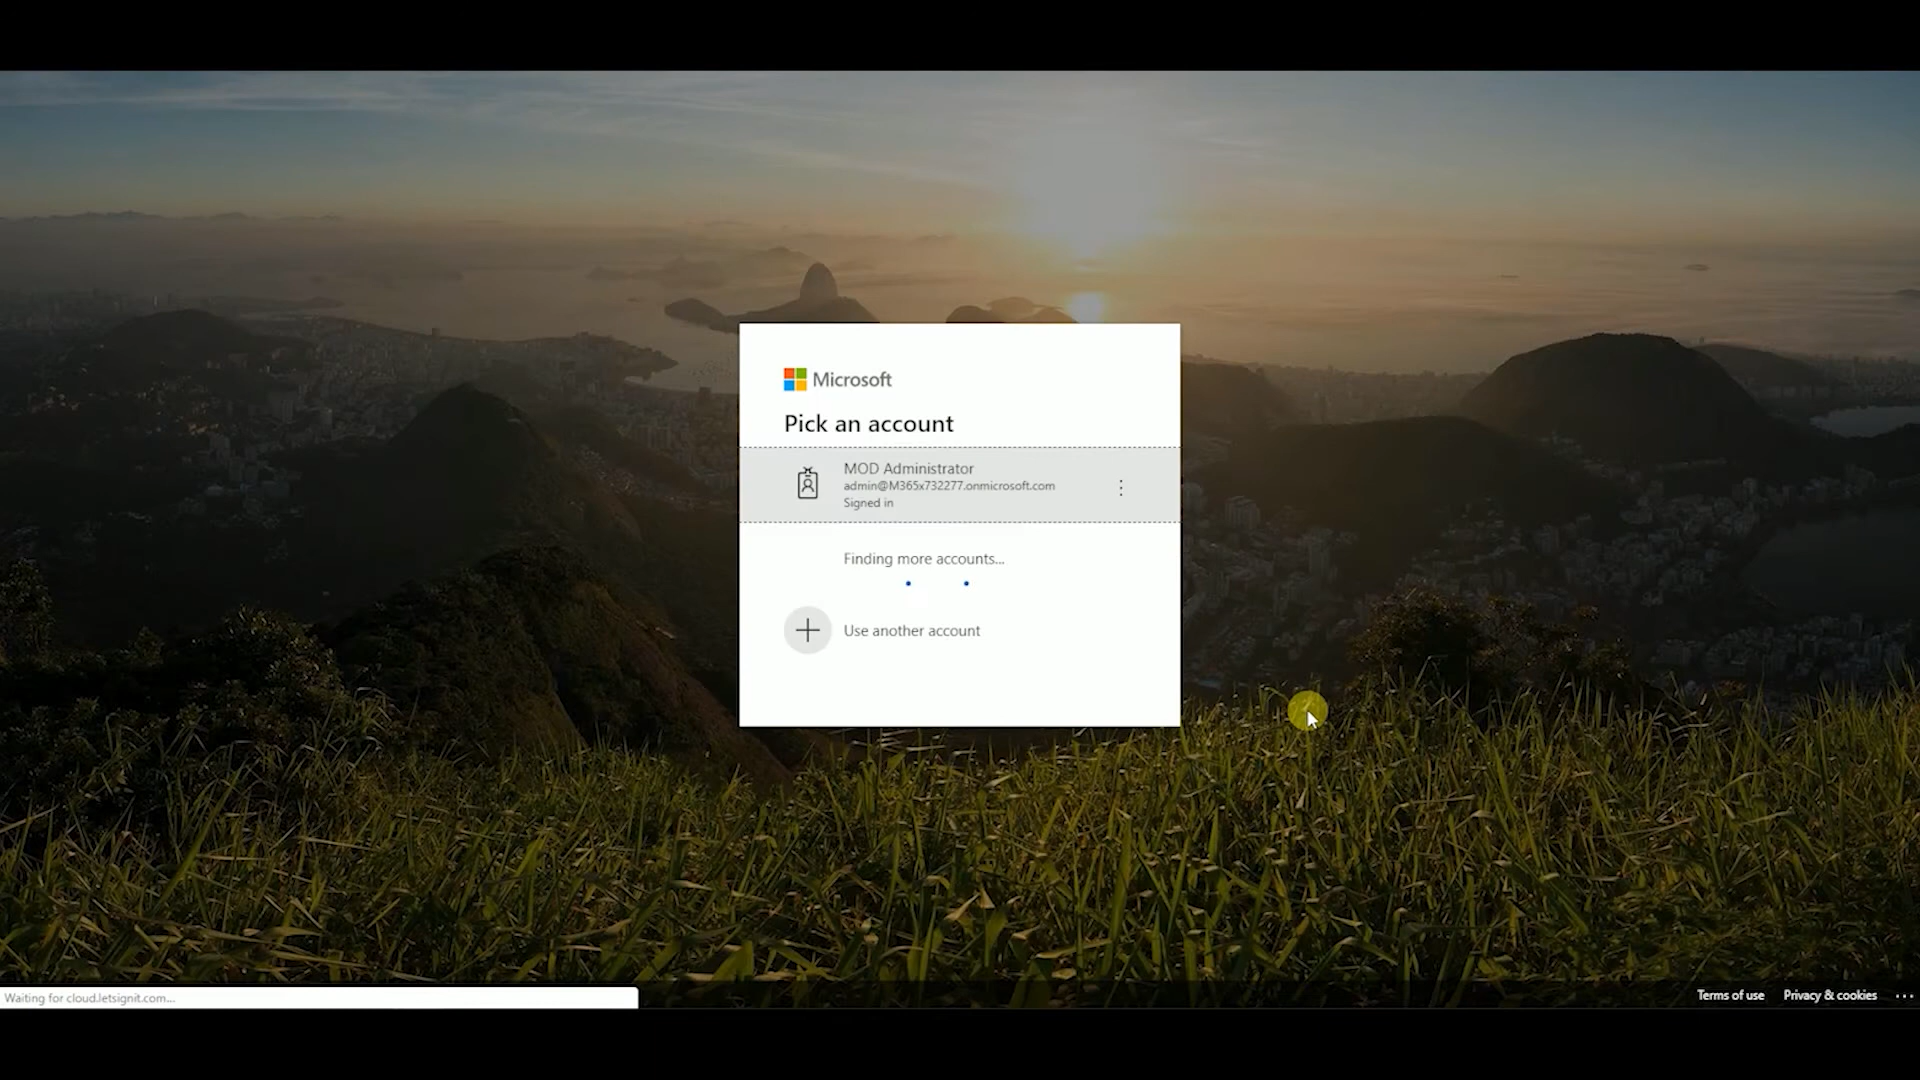 Microsoft
Pick an account
MOD Administrator
admin@M365x732277.onmicrosoft.com
Signed in
Finding more accounts...
Use another account
Waiting for cloud.letsignit.com...
Terms of use Privacy & cookies ...